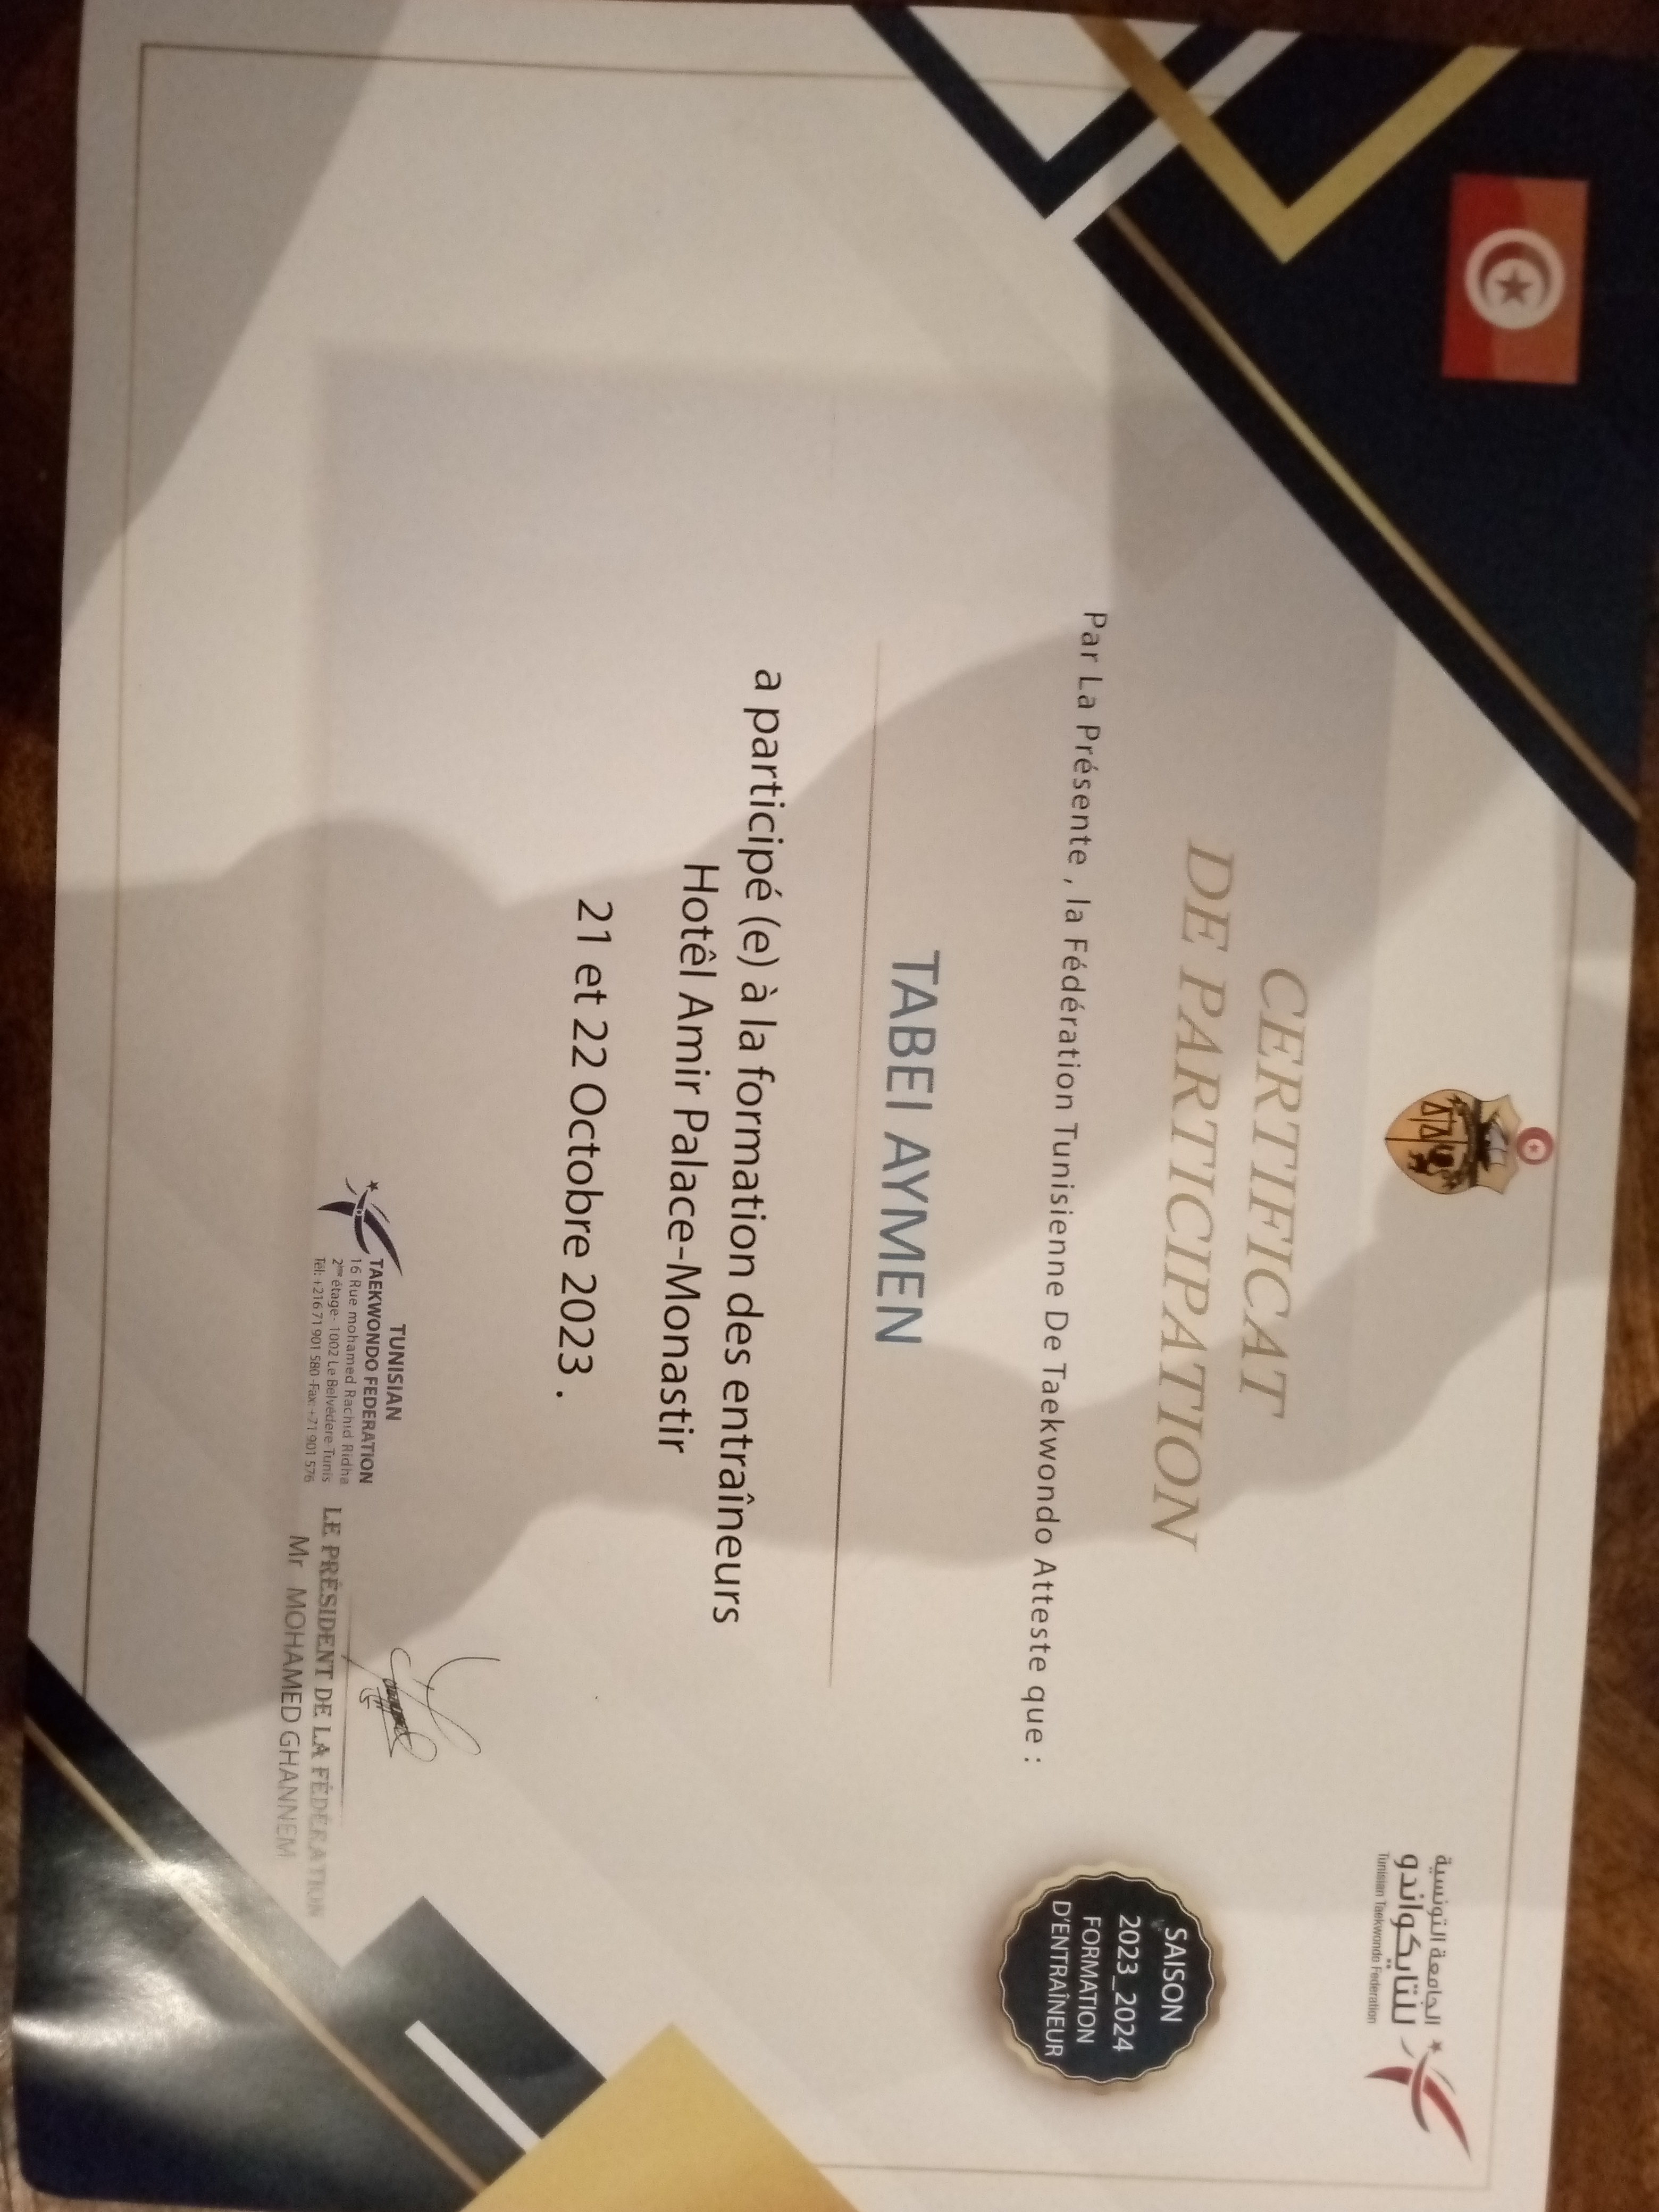 الجامعة التونسية
للتايكواندو
Tunisian Taekwondo Federation
CERTIFICAT
DE PARTICIPATION
Par La Présente , la Fédération Tunisienne De Taekwondo Atteste que :
SAISON
2023_2024
FORMATION
D'ENTRAÎNEUR
TABEI AYMEN
a participé (e) à la formation des entraîneurs
Hotêl Amir Palace-Monastir
21 et 22 Octobre 2023 .
TUNISIAN
TAEKWONDO FEDERATION
16 Rue mohamed Rachid Ridha
2ème étage- 1002 Le Belvédère-Tunis
Tél: +216 71 901 580 -Fax: +71 901 576
LE PRÉSIDENT DE LA FÉDÉRATION
Mr MOHAMED GHANNEM